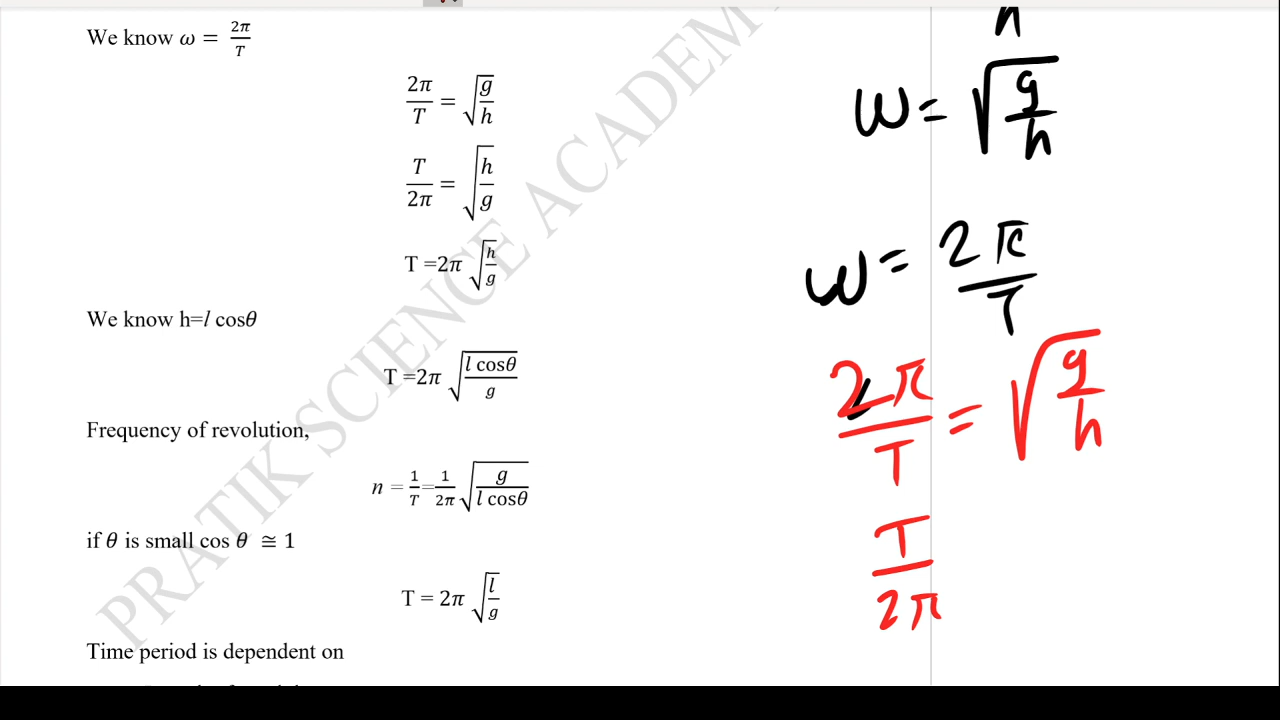 We know ω = 2π/T
2π/T = √(g/h)
T/2π = √(h/g)
T =2π √(h/g)
We know h=l cosθ
T =2π √(l cosθ/g)
Frequency of revolution,
n = 1/T = 1/2π √(g/l cosθ)
if θ is small cos θ ≅ 1
T = 2π √(l/g)
Time period is dependent on
PRATIK SCIENCE ACADEM
h
ω = √(g/h)
ω = 2π/T
2π/T = √(g/h)
T/2π